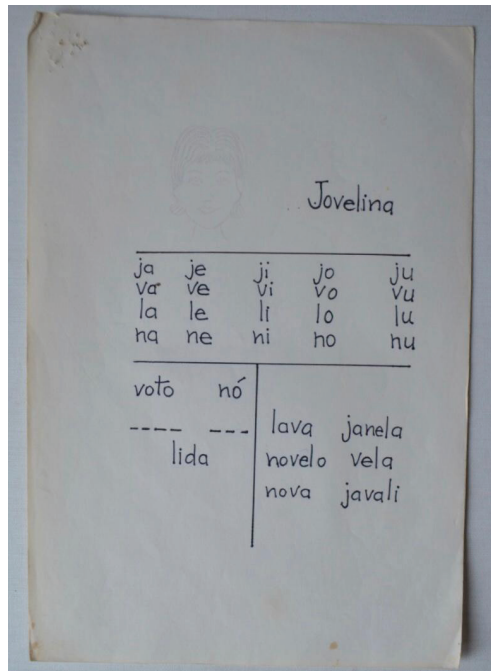 Jovelina
ja je ji jo ju
va ve vi vo vu
la le li lo lu
na ne ni no nu
voto nó
---- ---
lida
lava janela
novelo vela
nova javali